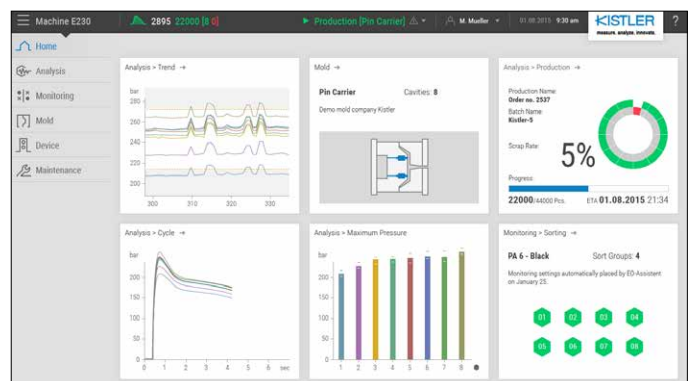 Machine E230
2895 22000 [8 0]
Production [Pin Carrier]
M. Mueller
01.08.2015 9:30 am
KISTLER
measure. analyze. innovate.
?
Home
Analysis
Monitoring
Mold
Device
Maintenance
Analysis > Trend →
bar
280
260
240
220
200
300 310 320 330
Mold >
Pin Carrier Cavities: 8
Demo mold company Kistler
Analysis > Production →
Production Name
Order no. 2537
Batch Name
Kistler-5
Scrap Rate
5%
Progress
22000/44000 Pcs. ETA 01.08.2015 21:34
Analysis > Cycle →
bar
200
150
100
50
0
0 1 2 3 4 5 6 sec
Analysis > Maximum Pressure
bar
200
150
100
50
0
1 2 3 4 5 6 7 8
Monitoring > Sorting →
PA 6 - Black Sort Groups: 4
Monitoring settings automatically placed by ED-Assistent
on January 25.
01 02 03 04
05 06 07 08